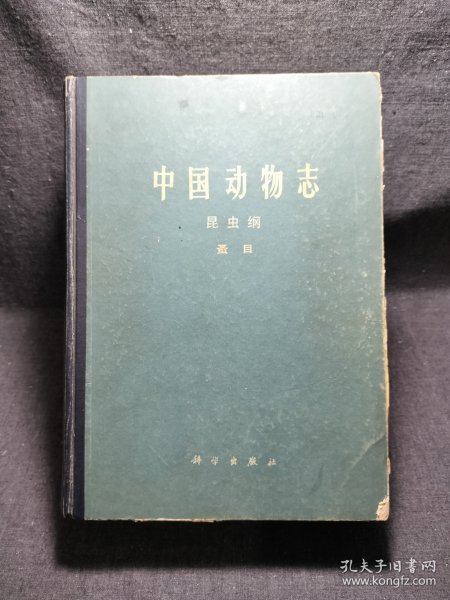 中国动物志
昆虫纲
蚤目
科学出版社
孔夫子旧书网
www.kongfz.com